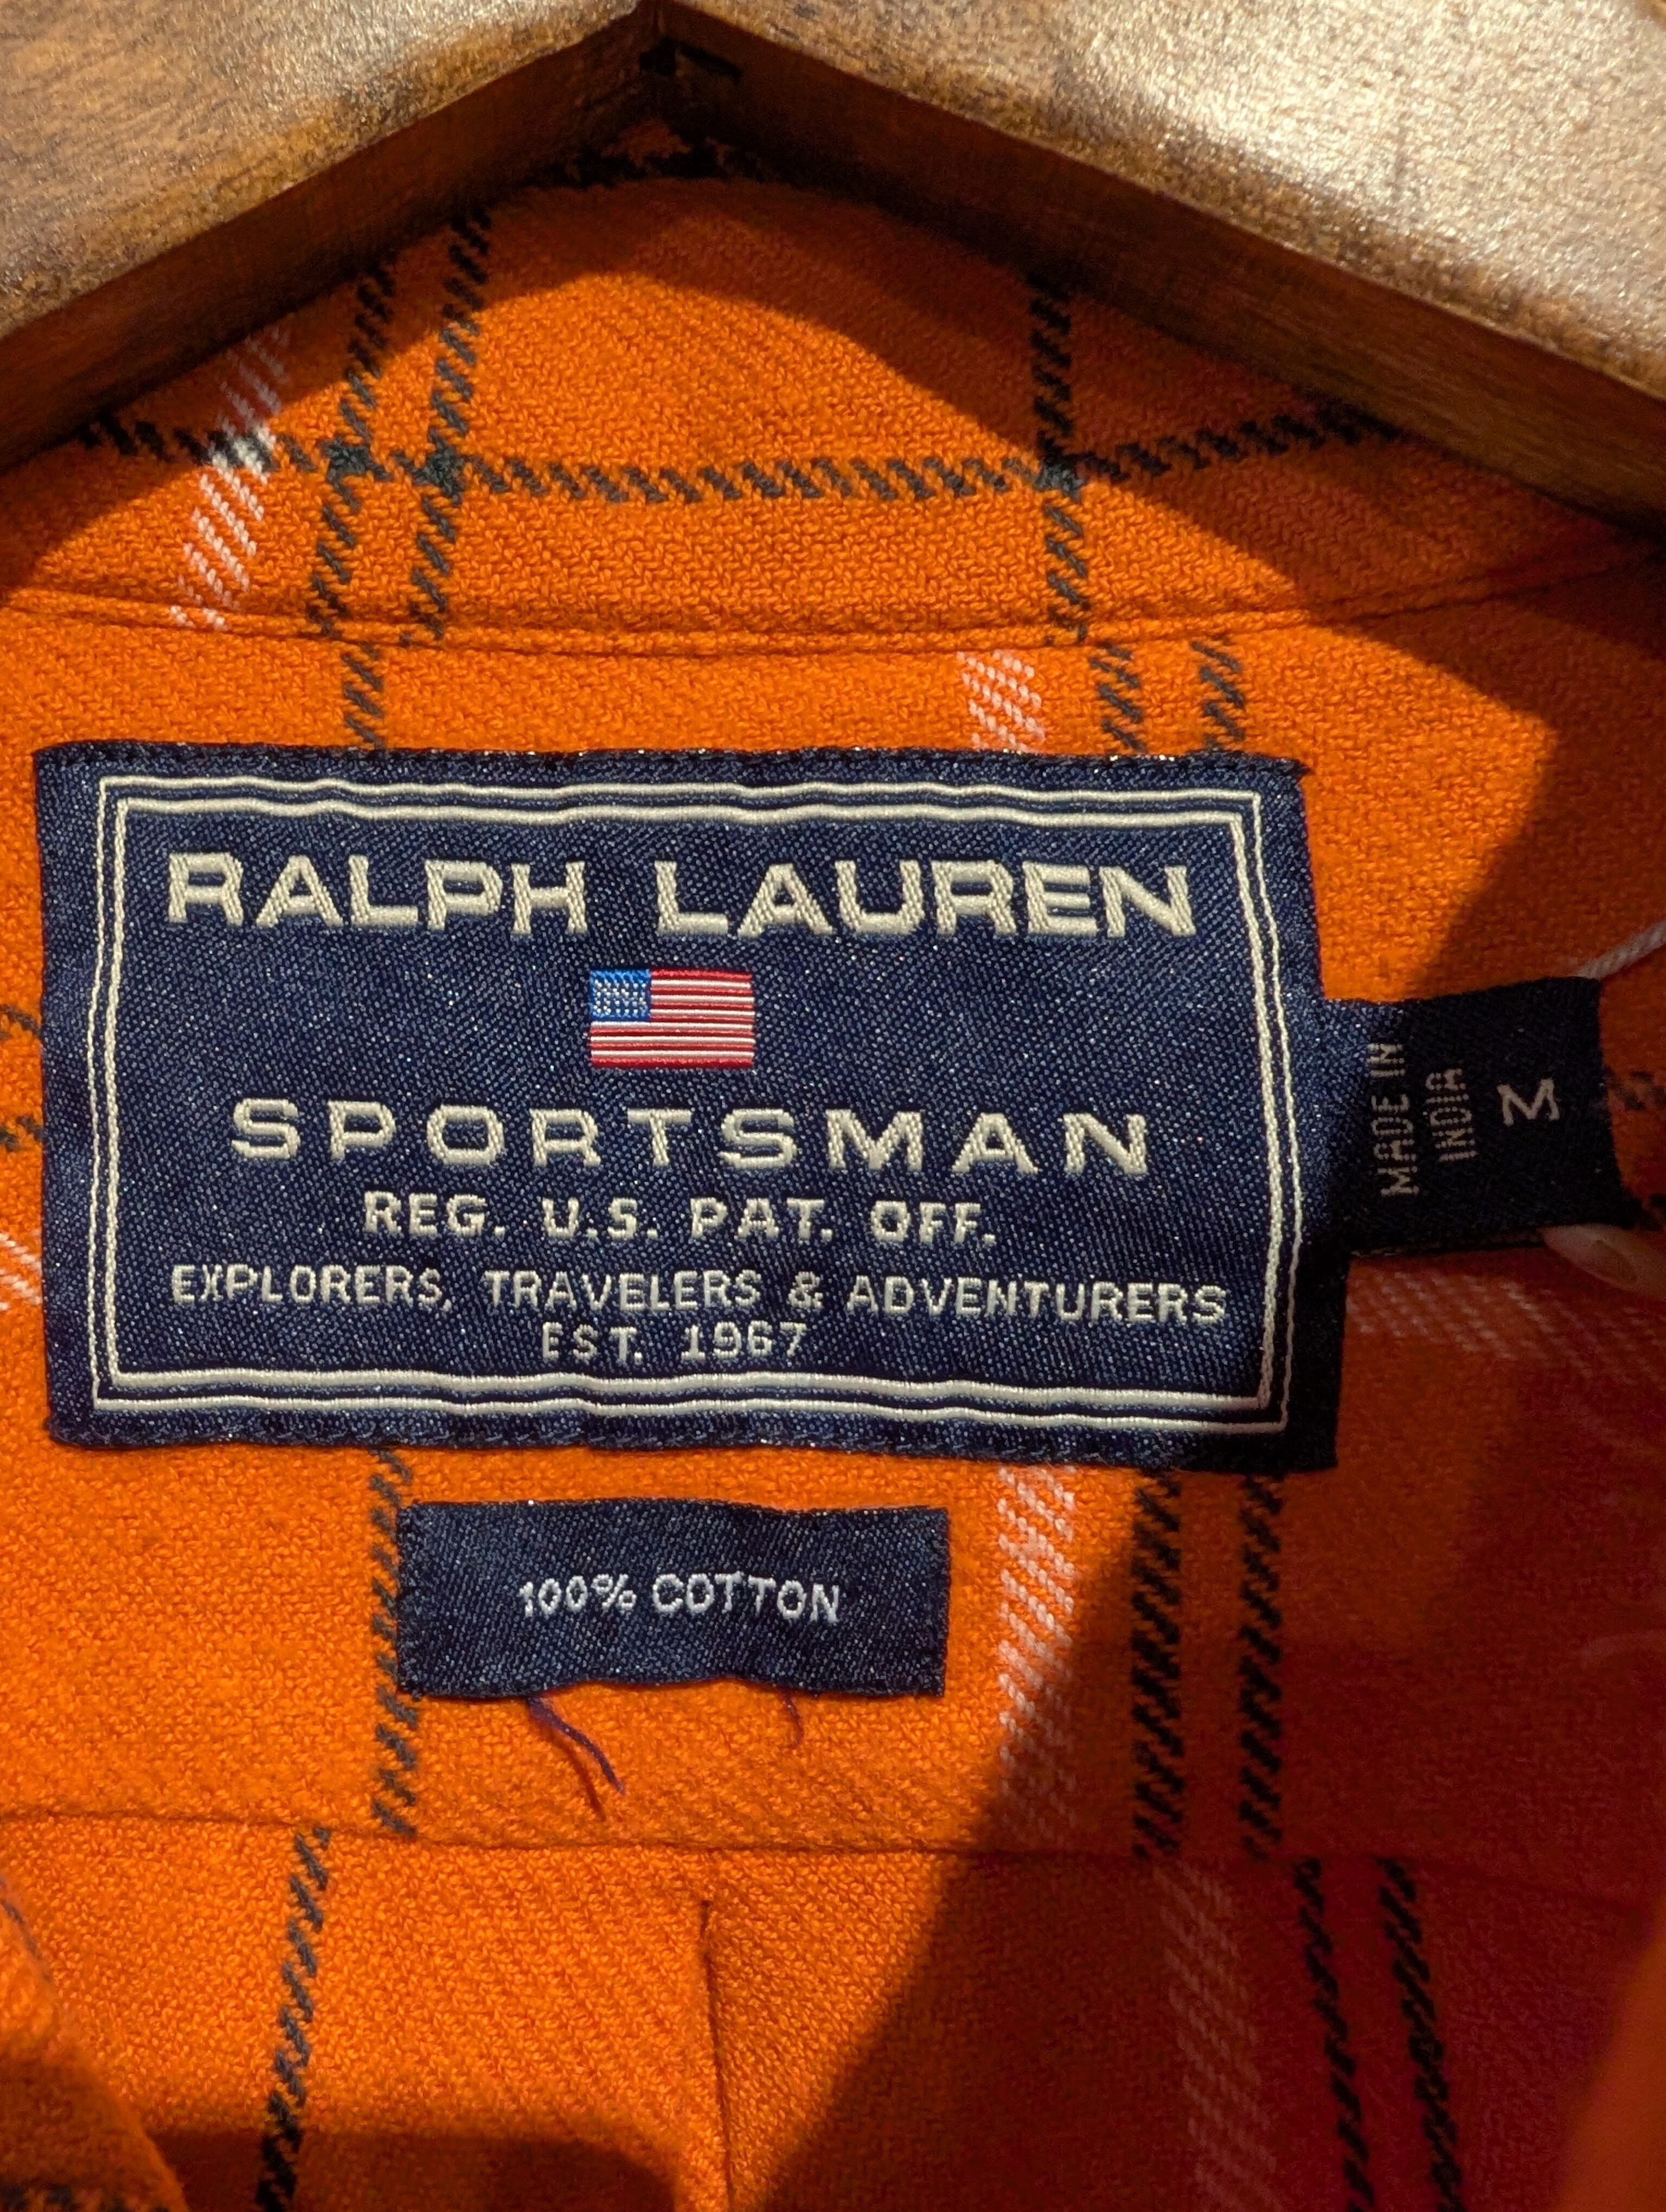 RALPH LAUREN
SPORTSMAN
REG. U.S. PAT. OFF.
EXPLORERS, TRAVELERS & ADVENTURERS
EST. 1967
MADE IN
INDIA
M
100% COTTON